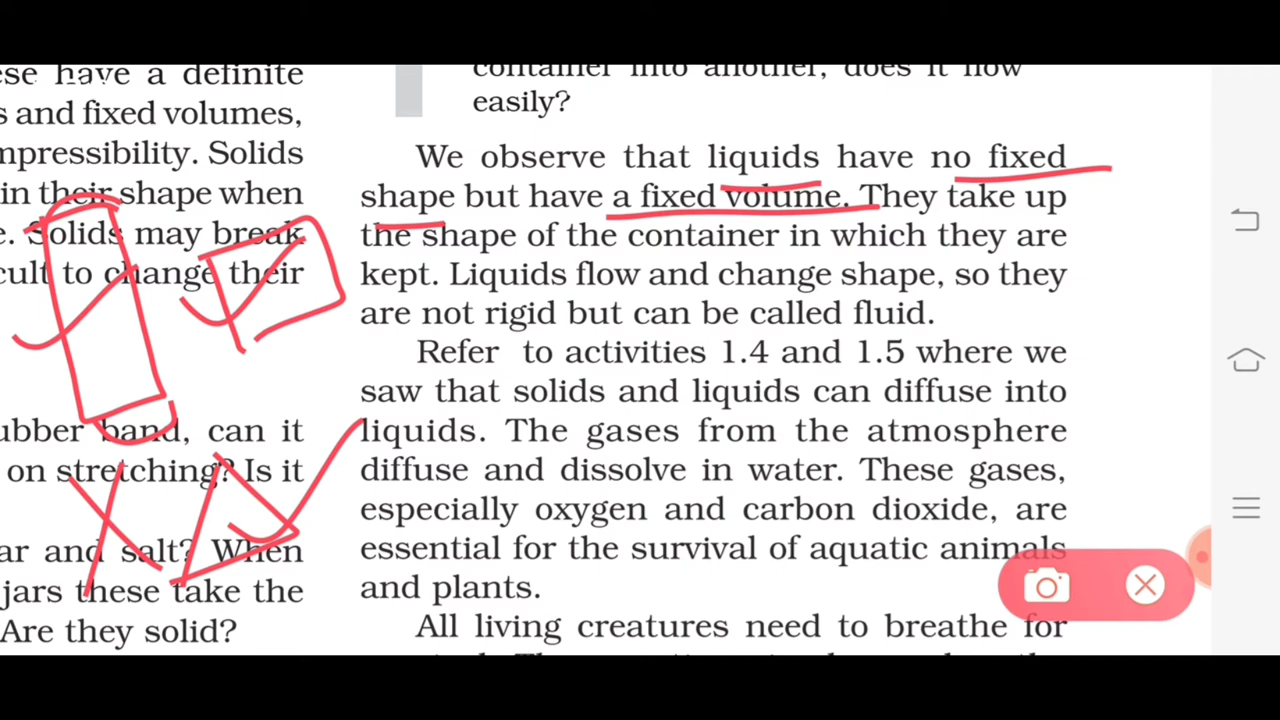 ese have a definite
s and fixed volumes,
mpressibility. Solids
in their shape when
e. Solids may break
cult to change their
ubber band, can it
on stretching? Is it
ar and salt? When
jars these take the
Are they solid?
container into another, does it flow
easily?
We observe that liquids have no fixed
shape but have a fixed volume. They take up
the shape of the container in which they are
kept. Liquids flow and change shape, so they
are not rigid but can be called fluid.
Refer to activities 1.4 and 1.5 where we
saw that solids and liquids can diffuse into
liquids. The gases from the atmosphere
diffuse and dissolve in water. These gases,
especially oxygen and carbon dioxide, are
essential for the survival of aquatic animals
and plants.
All living creatures need to breathe for